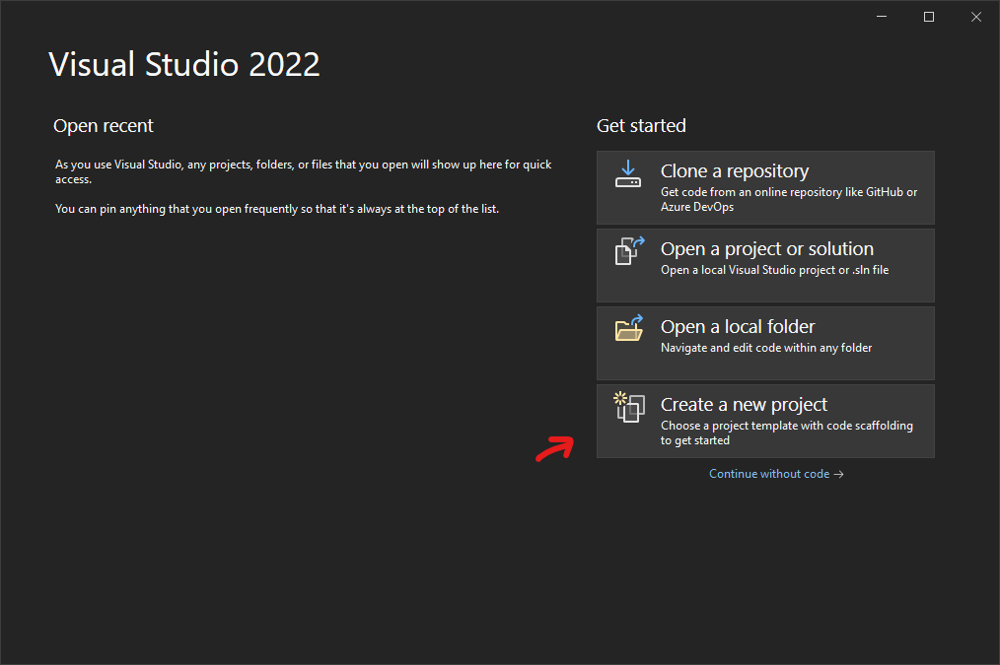 Visual Studio 2022
Open recent
As you use Visual Studio, any projects, folders, or files that you open will show up here for quick
access.
You can pin anything that you open frequently so that it's always at the top of the list.
Get started
Clone a repository
Get code from an online repository like GitHub or
Azure DevOps
Open a project or solution
Open a local Visual Studio project or .sln file
Open a local folder
Navigate and edit code within any folder
Create a new project
Choose a project template with code scaffolding
to get started
Continue without code →